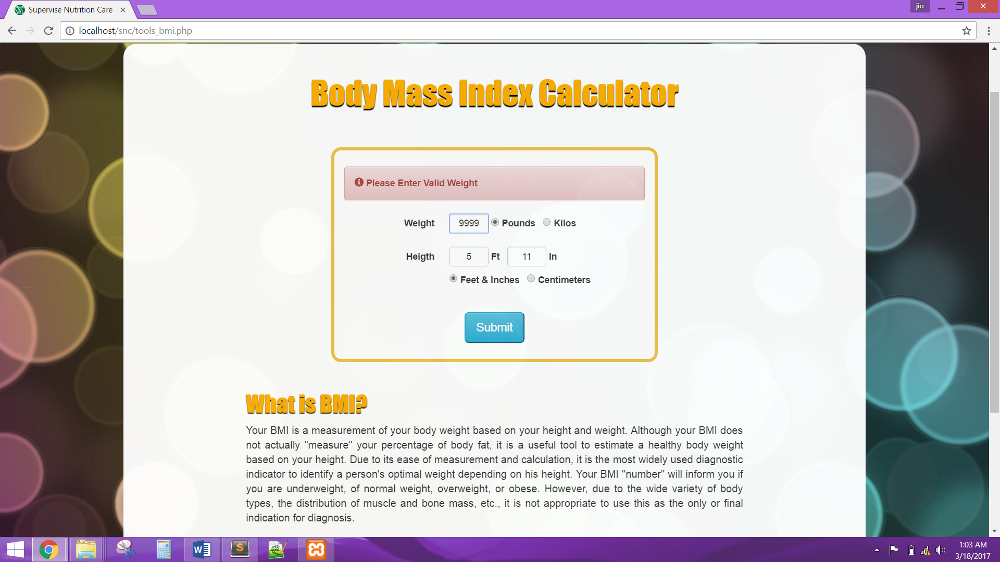 Supervise Nutrition Care
jio
localhost/snc/tools_bmi.php
Body Mass Index Calculator
Please Enter Valid Weight
Weight 9999 Pounds Kilos
Heigth 5 Ft 11 In
Feet & Inches Centimeters
Submit
What is BMI?
Your BMI is a measurement of your body weight based on your height and weight. Although your BMI does
not actually "measure" your percentage of body fat, it is a useful tool to estimate a healthy body weight
based on your height. Due to its ease of measurement and calculation, it is the most widely used diagnostic
indicator to identify a person's optimal weight depending on his height. Your BMI "number" will inform you if
you are underweight, of normal weight, overweight, or obese. However, due to the wide variety of body
types, the distribution of muscle and bone mass, etc., it is not appropriate to use this as the only or final
indication for diagnosis.
1:03 AM
3/18/2017